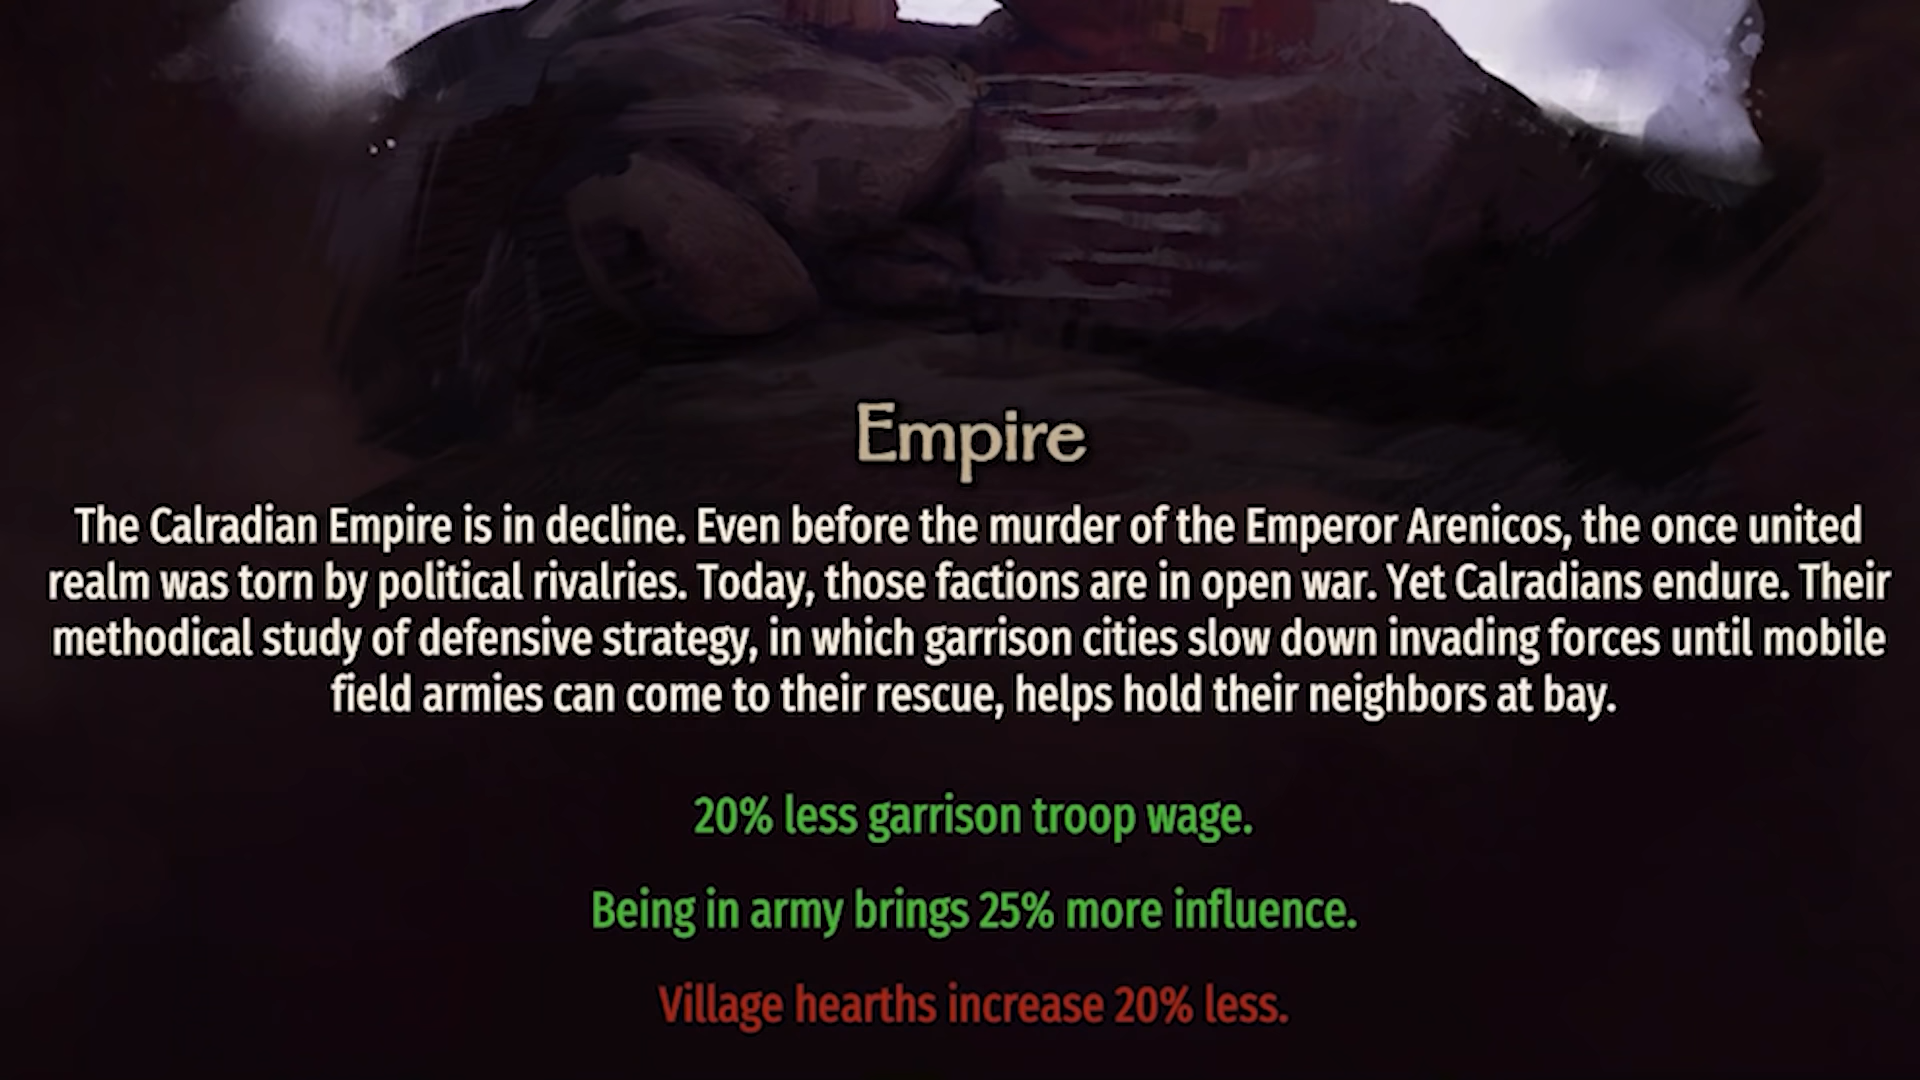 Empire
The Calradian Empire is in decline. Even before the murder of the Emperor Arenicos, the once united
realm was torn by political rivalries. Today, those factions are in open war. Yet Calradians endure. Their
methodical study of defensive strategy, in which garrison cities slow down invading forces until mobile
field armies can come to their rescue, helps hold their neighbors at bay.
20% less garrison troop wage.
Being in army brings 25% more influence.
Village hearths increase 20% less.